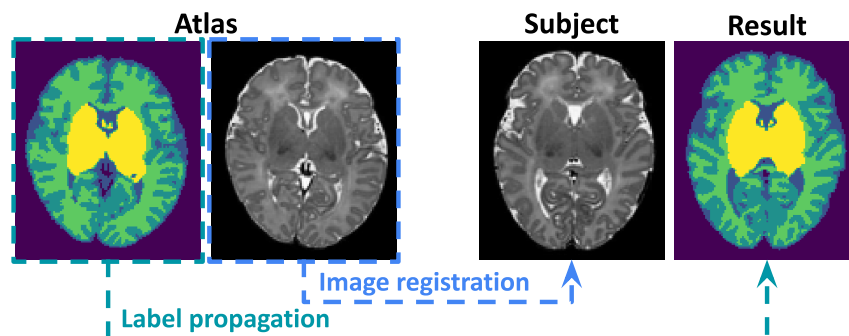 Atlas
Subject
Result
Image registration
Label propagation